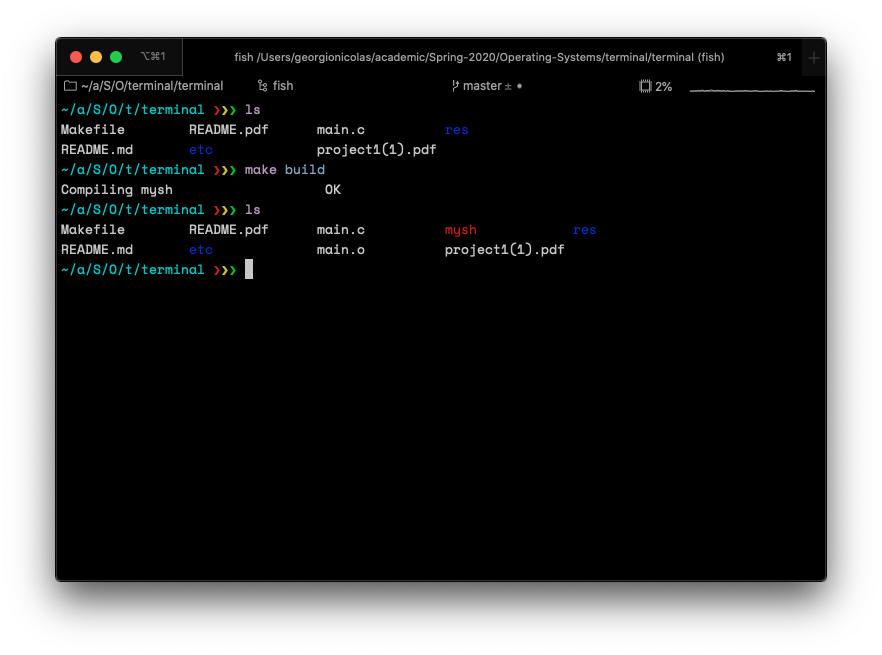 ⌥⌘1 fish /Users/georgionicolas/academic/Spring-2020/Operating-Systems/terminal/terminal (fish) ⌘1 +
~/a/S/O/terminal/terminal fish master ± • 2%
~/a/S/O/t/terminal ❯❯❯ ls
Makefile README.pdf main.c res
README.md etc project1(1).pdf
~/a/S/O/t/terminal ❯❯❯ make build
Compiling mysh OK
~/a/S/O/t/terminal ❯❯❯ ls
Makefile README.pdf main.c mysh res
README.md etc main.o project1(1).pdf
~/a/S/O/t/terminal ❯❯❯